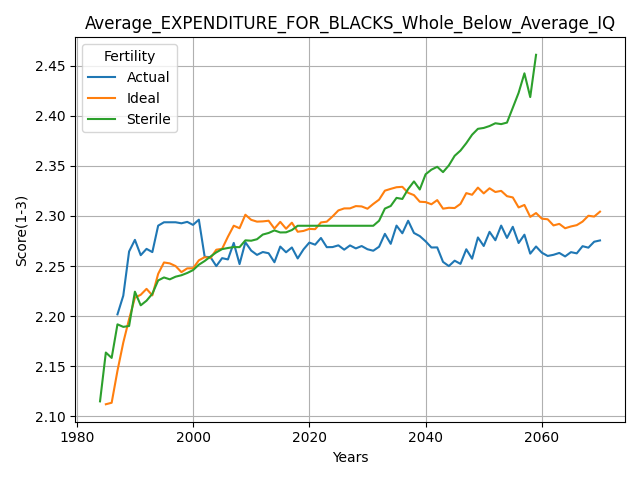 Average_EXPENDITURE_FOR_BLACKS_Whole_Below_Average_IQ
Fertility
Actual
Ideal
Sterile
Score(1-3)
2.45
2.40
2.35
2.30
2.25
2.20
2.15
2.10
1980
2000
2020
2040
2060
Years